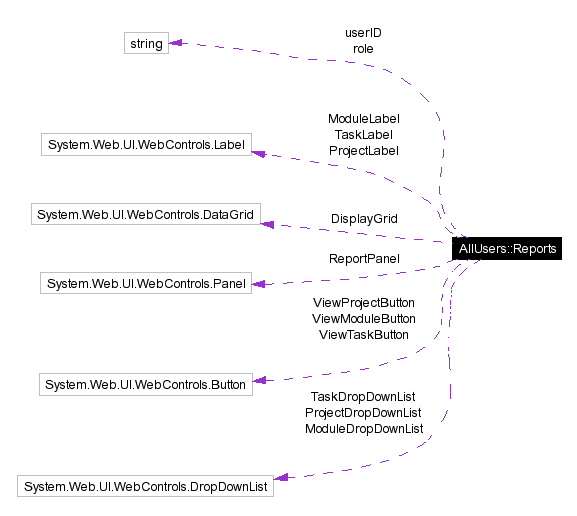 userID
role
string
ModuleLabel
TaskLabel
ProjectLabel
System.Web.UI.WebControls.Label
System.Web.UI.WebControls.DataGrid
DisplayGrid
AllUsers::Reports
ReportPanel
System.Web.UI.WebControls.Panel
ViewProjectButton
ViewModuleButton
ViewTaskButton
System.Web.UI.WebControls.Button
TaskDropDownList
ProjectDropDownList
ModuleDropDownList
System.Web.UI.WebControls.DropDownList